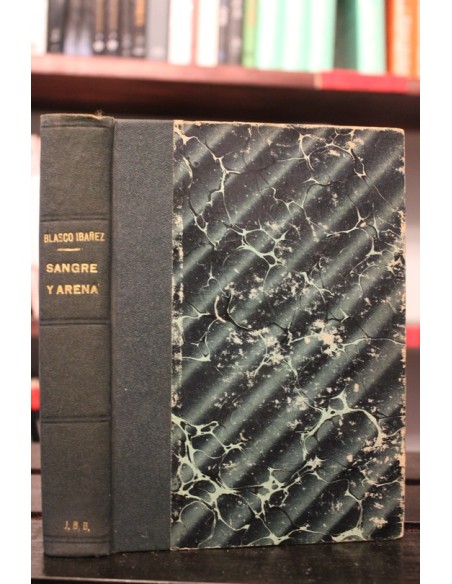 BLASCO IBAÑEZ
SANGRE
Y ARENA
J. B. B.